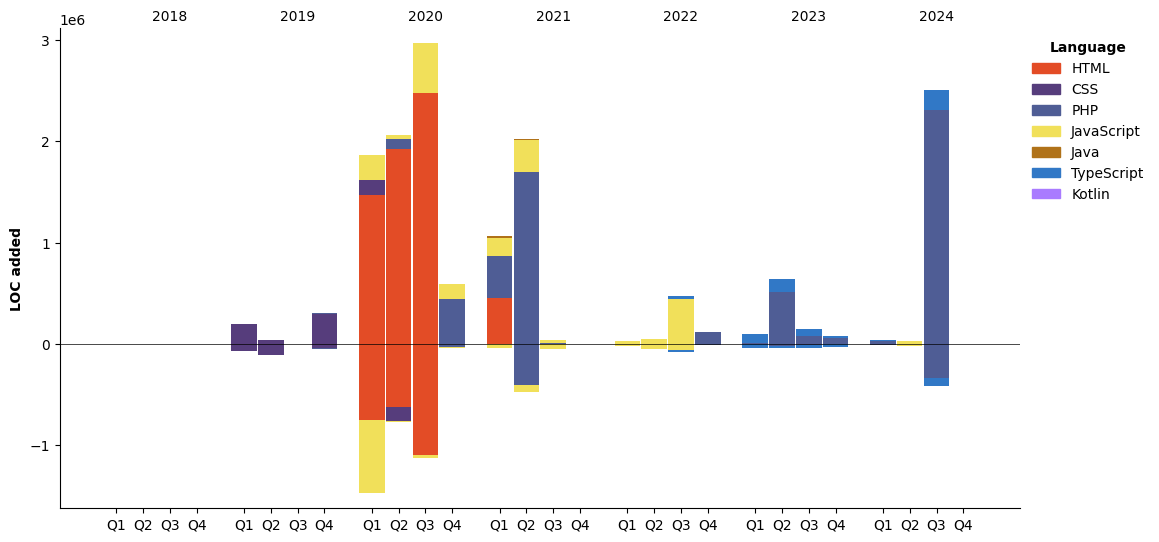 1e6
2018 2019 2020 2021 2022 2023 2024
3
2
1
0
−1
LOC added
Language
HTML
CSS
PHP
JavaScript
Java
TypeScript
Kotlin
Q1 Q2 Q3 Q4 Q1 Q2 Q3 Q4 Q1 Q2 Q3 Q4 Q1 Q2 Q3 Q4 Q1 Q2 Q3 Q4 Q1 Q2 Q3 Q4 Q1 Q2 Q3 Q4